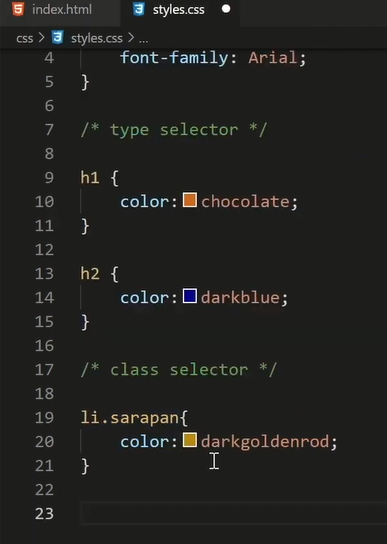 index.html styles.css
css > styles.css > ...
4 font-family: Arial;
5 }
6
7 /* type selector */
8
9 h1 {
10 color: chocolate;
11 }
12
13 h2 {
14 color: darkblue;
15 }
16
17 /* class selector */
18
19 li.sarapan{
20 color: darkgoldenrod;
21 }
22
23